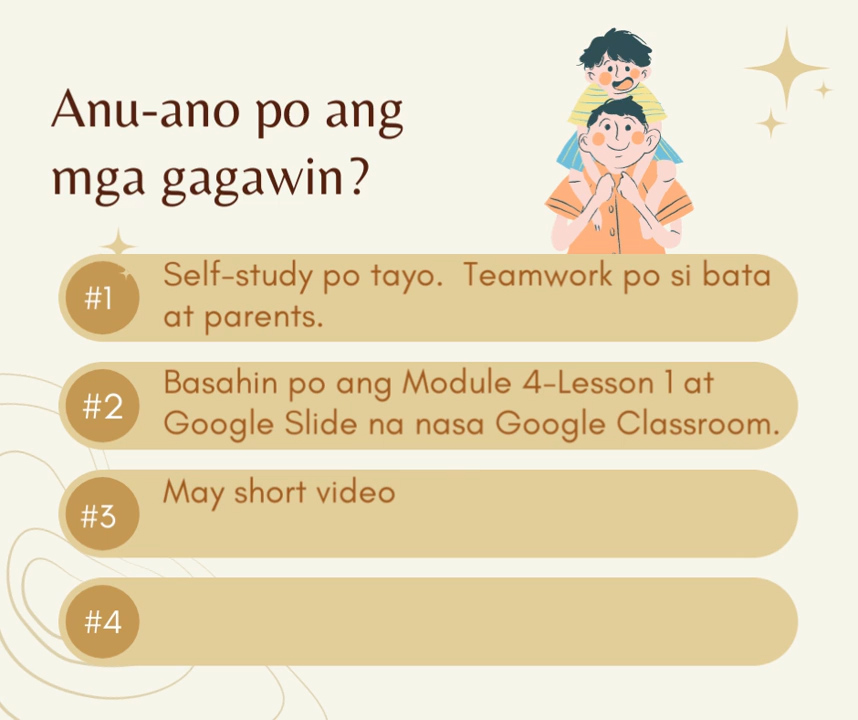 Anu-ano po ang
mga gagawin?
#1
Self-study po tayo. Teamwork po si bata
at parents.
#2
Basahin po ang Module 4-Lesson 1 at
Google Slide na nasa Google Classroom.
#3
May short video
#4